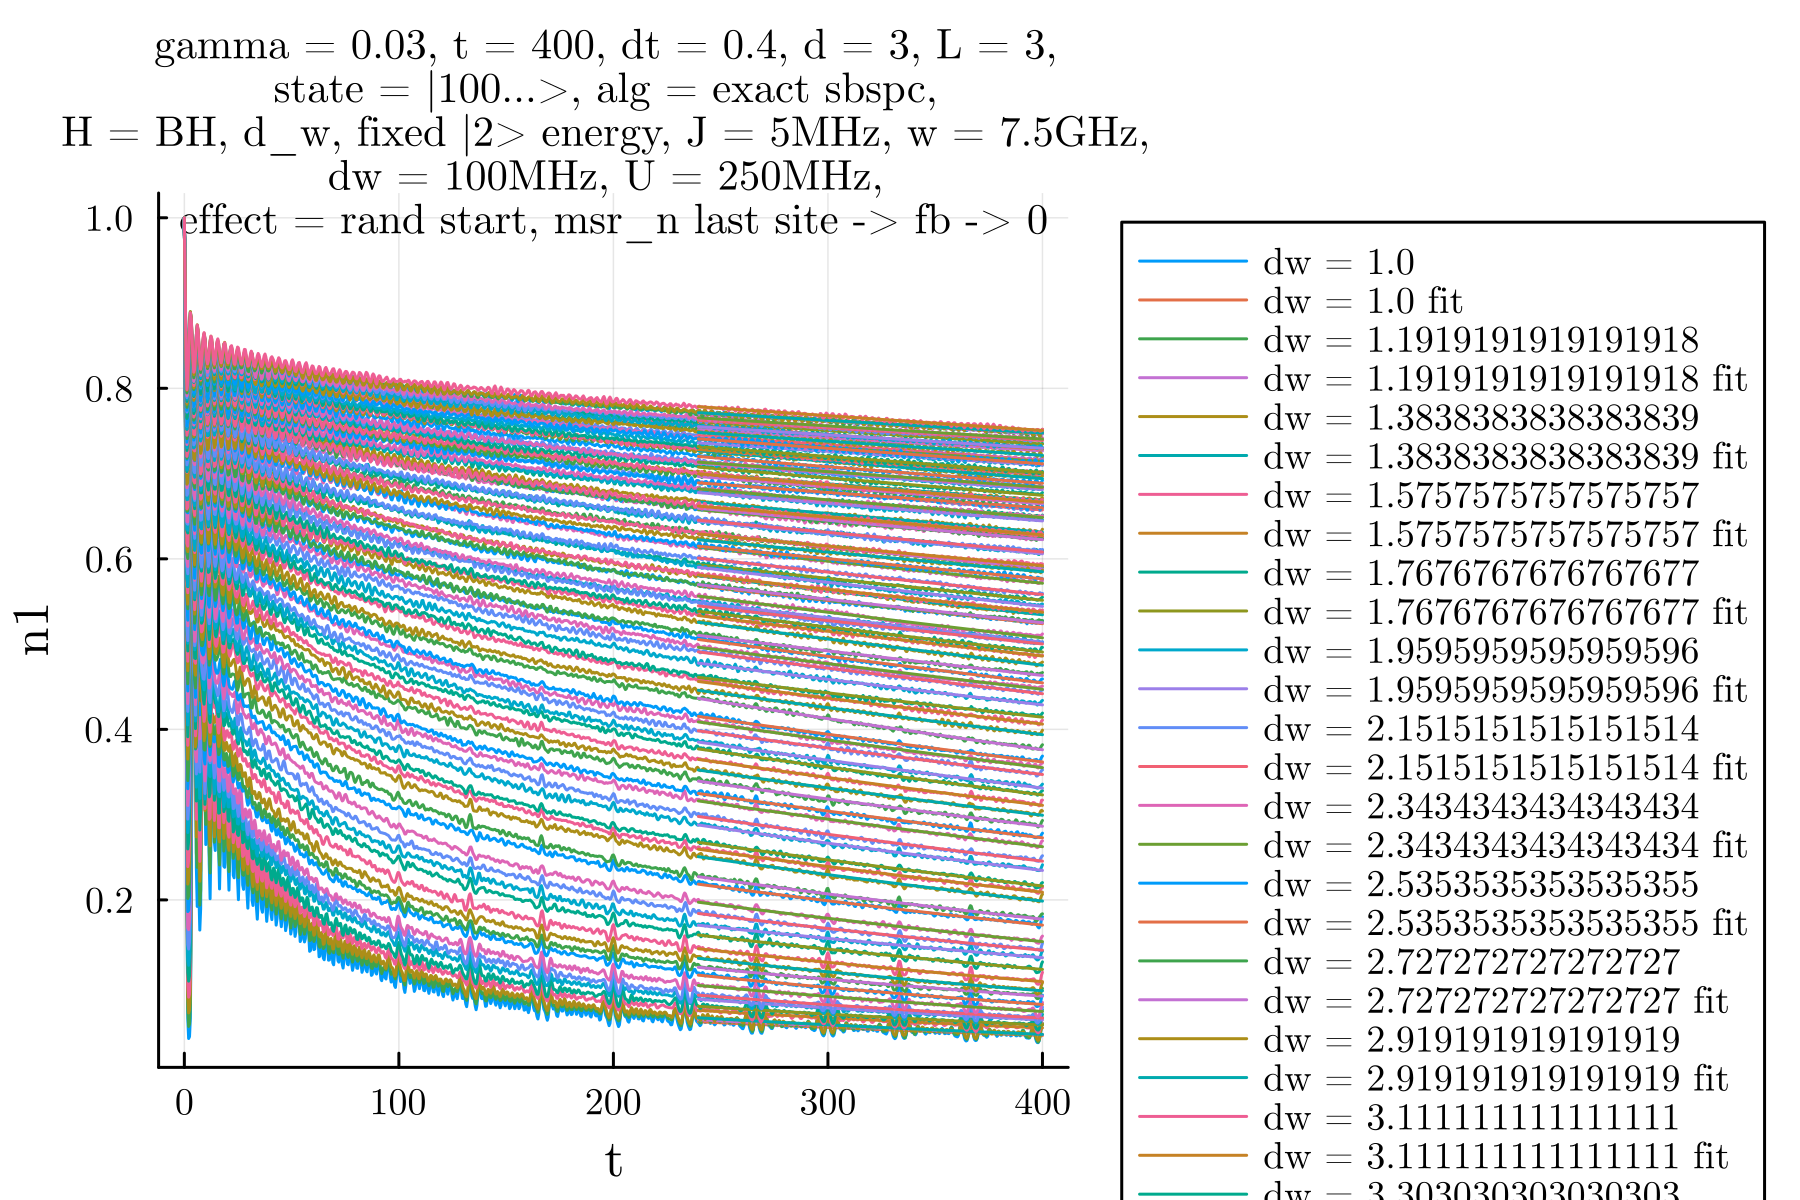 gamma = 0.03, t = 400, dt = 0.4, d = 3, L = 3,
state = |100...>, alg = exact sbspc,
H = BH, d_w, fixed |2> energy, J = 5MHz, w = 7.5GHz,
dw = 100MHz, U = 250MHz,
effect = rand start, msr_n last site -> fb -> 0
1.0
0.8
0.6
0.4
0.2
n1
0 100 200 300 400
t
dw = 1.0
dw = 1.0 fit
dw = 1.1919191919191918
dw = 1.1919191919191918 fit
dw = 1.3838383838383839
dw = 1.3838383838383839 fit
dw = 1.5757575757575757
dw = 1.5757575757575757 fit
dw = 1.7676767676767677
dw = 1.7676767676767677 fit
dw = 1.9595959595959596
dw = 1.9595959595959596 fit
dw = 2.1515151515151514
dw = 2.1515151515151514 fit
dw = 2.3434343434343434
dw = 2.3434343434343434 fit
dw = 2.5353535353535355
dw = 2.5353535353535355 fit
dw = 2.727272727272727
dw = 2.727272727272727 fit
dw = 2.919191919191919
dw = 2.919191919191919 fit
dw = 3.111111111111111
dw = 3.111111111111111 fit
dw = 3.303030303030303